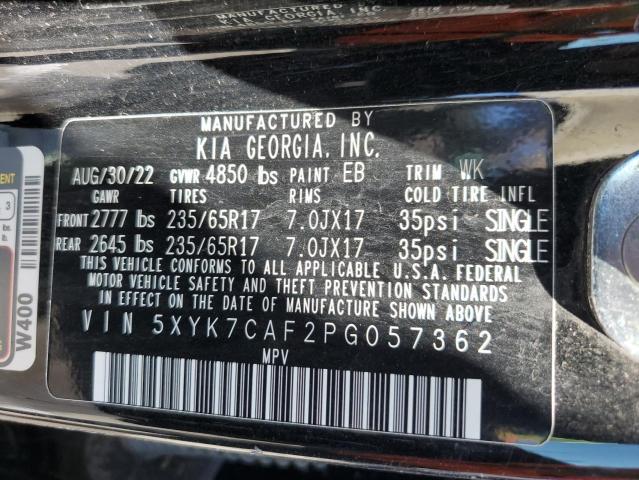 MANUFACTURED BY
KIA GEORGIA, INC.
AUG/30/22 GVWR 4850 lbs PAINT EB TRIM WK
GAWR TIRES RIMS COLD TIRE INFL
FRONT 2777 lbs 235/65R17 7.0JX17 35psi SINGLE
REAR 2645 lbs 235/65R17 7.0JX17 35psi SINGLE
THIS VEHICLE CONFORMS TO ALL APPLICABLE U.S.A. FEDERAL
MOTOR VEHICLE SAFETY AND THEFT PREVENTION STANDARDS
IN EFFECT ON THE DATE OF MANUFACTURE SHOWN ABOVE.
VIN 5XYK7CAF2PG057362
MPV
W400
3